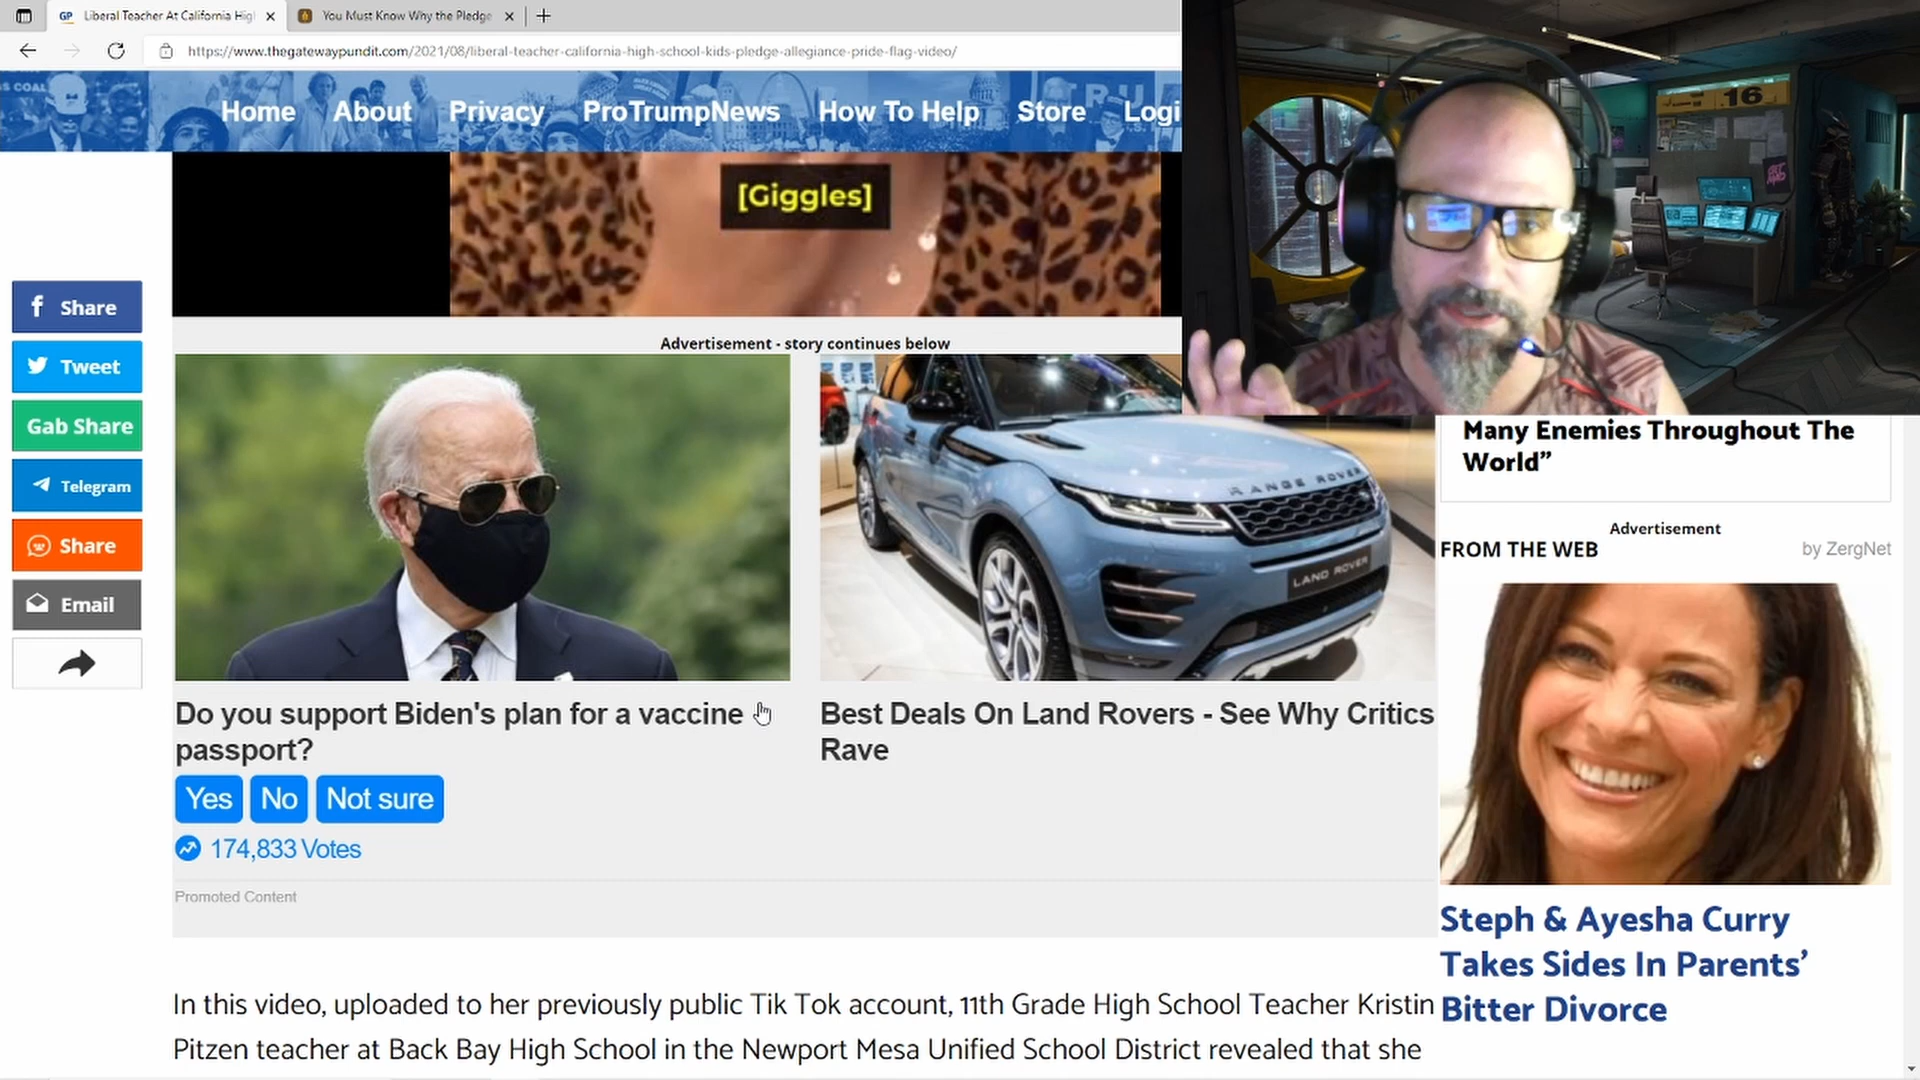 Liberal Teacher At California Hig
You Must Know Why the Pledge
https://www.thegatewaypundit.com/2021/08/liberal-teacher-california-high-school-kids-pledge-allegiance-pride-flag-video/
S COAL
Home About Privacy ProTrumpNews How To Help Store Logi
[Giggles]
16
Share
Tweet
Gab Share
Telegram
Share
Email
Advertisement - story continues below
RANGE ROVER
LAND ROVER
Do you support Biden's plan for a vaccine
passport?
Yes No Not sure
174,833 Votes
Promoted Content
Best Deals On Land Rovers - See Why Critics
Rave
Many Enemies Throughout The
World”
Advertisement
FROM THE WEB by ZergNet
Steph & Ayesha Curry
Takes Sides In Parents’
Bitter Divorce
In this video, uploaded to her previously public Tik Tok account, 11th Grade High School Teacher Kristin
Pitzen teacher at Back Bay High School in the Newport Mesa Unified School District revealed that she